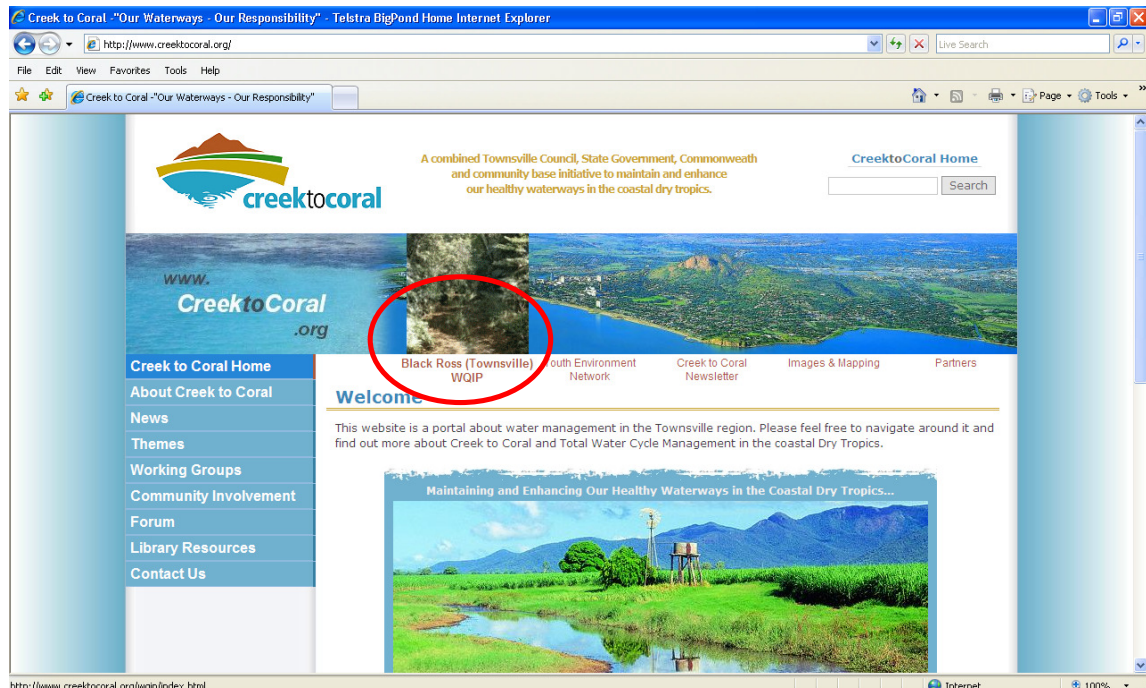 Creek to Coral -"Our Waterways - Our Responsibility" - Telstra BigPond Home Internet Explorer
http://www.creektocoral.org/
Live Search
File Edit View Favorites Tools Help
Creek to Coral -"Our Waterways - Our Responsibility"
Page Tools
creektocoral
A combined Townsville Council, State Government, Commonweath
and community base initiative to maintain and enhance
our healthy waterways in the coastal dry tropics.
CreektoCoral Home
Search
www.
CreektoCoral
.org
Creek to Coral Home
About Creek to Coral
News
Themes
Working Groups
Community Involvement
Forum
Library Resources
Contact Us
Black Ross (Townsville)
WQIP
outh Environment
Network
Creek to Coral
Newsletter
Images & Mapping
Partners
Welcome
This website is a portal about water management in the Townsville region. Please feel free to navigate around it and
find out more about Creek to Coral and Total Water Cycle Management in the coastal Dry Tropics.
Maintaining and Enhancing Our Healthy Waterways in the Coastal Dry Tropics...
http://www.creektocoral.org/wqip/index.html
Internet
100%